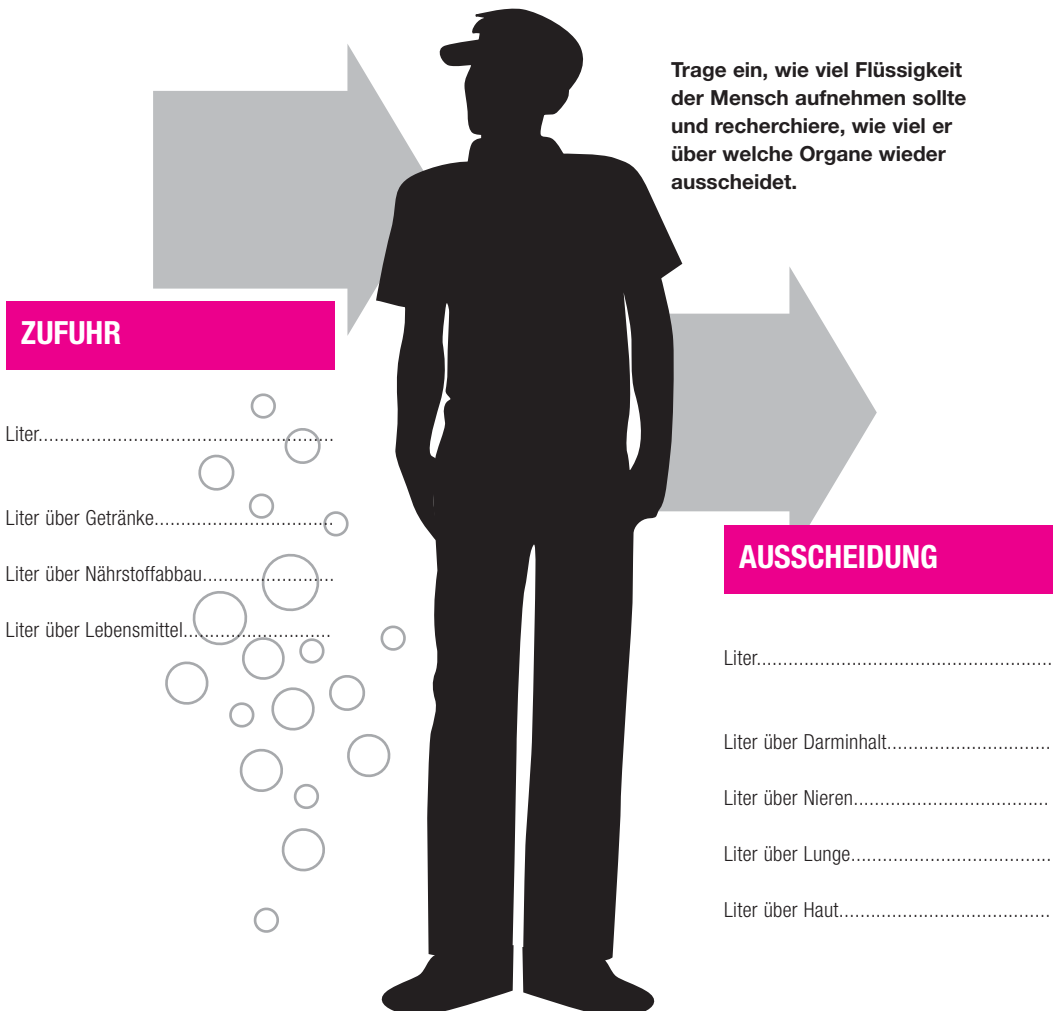 Trage ein, wie viel Flüssigkeit
der Mensch aufnehmen sollte
und recherchiere, wie viel er
über welche Organe wieder
ausscheidet.
ZUFUHR
Liter........................................................
Liter über Getränke..................................
Liter über Nährstoffabbau.........................
Liter über Lebensmittel............................
AUSSCHEIDUNG
Liter........................................................
Liter über Darminhalt...............................
Liter über Nieren.....................................
Liter über Lunge......................................
Liter über Haut........................................